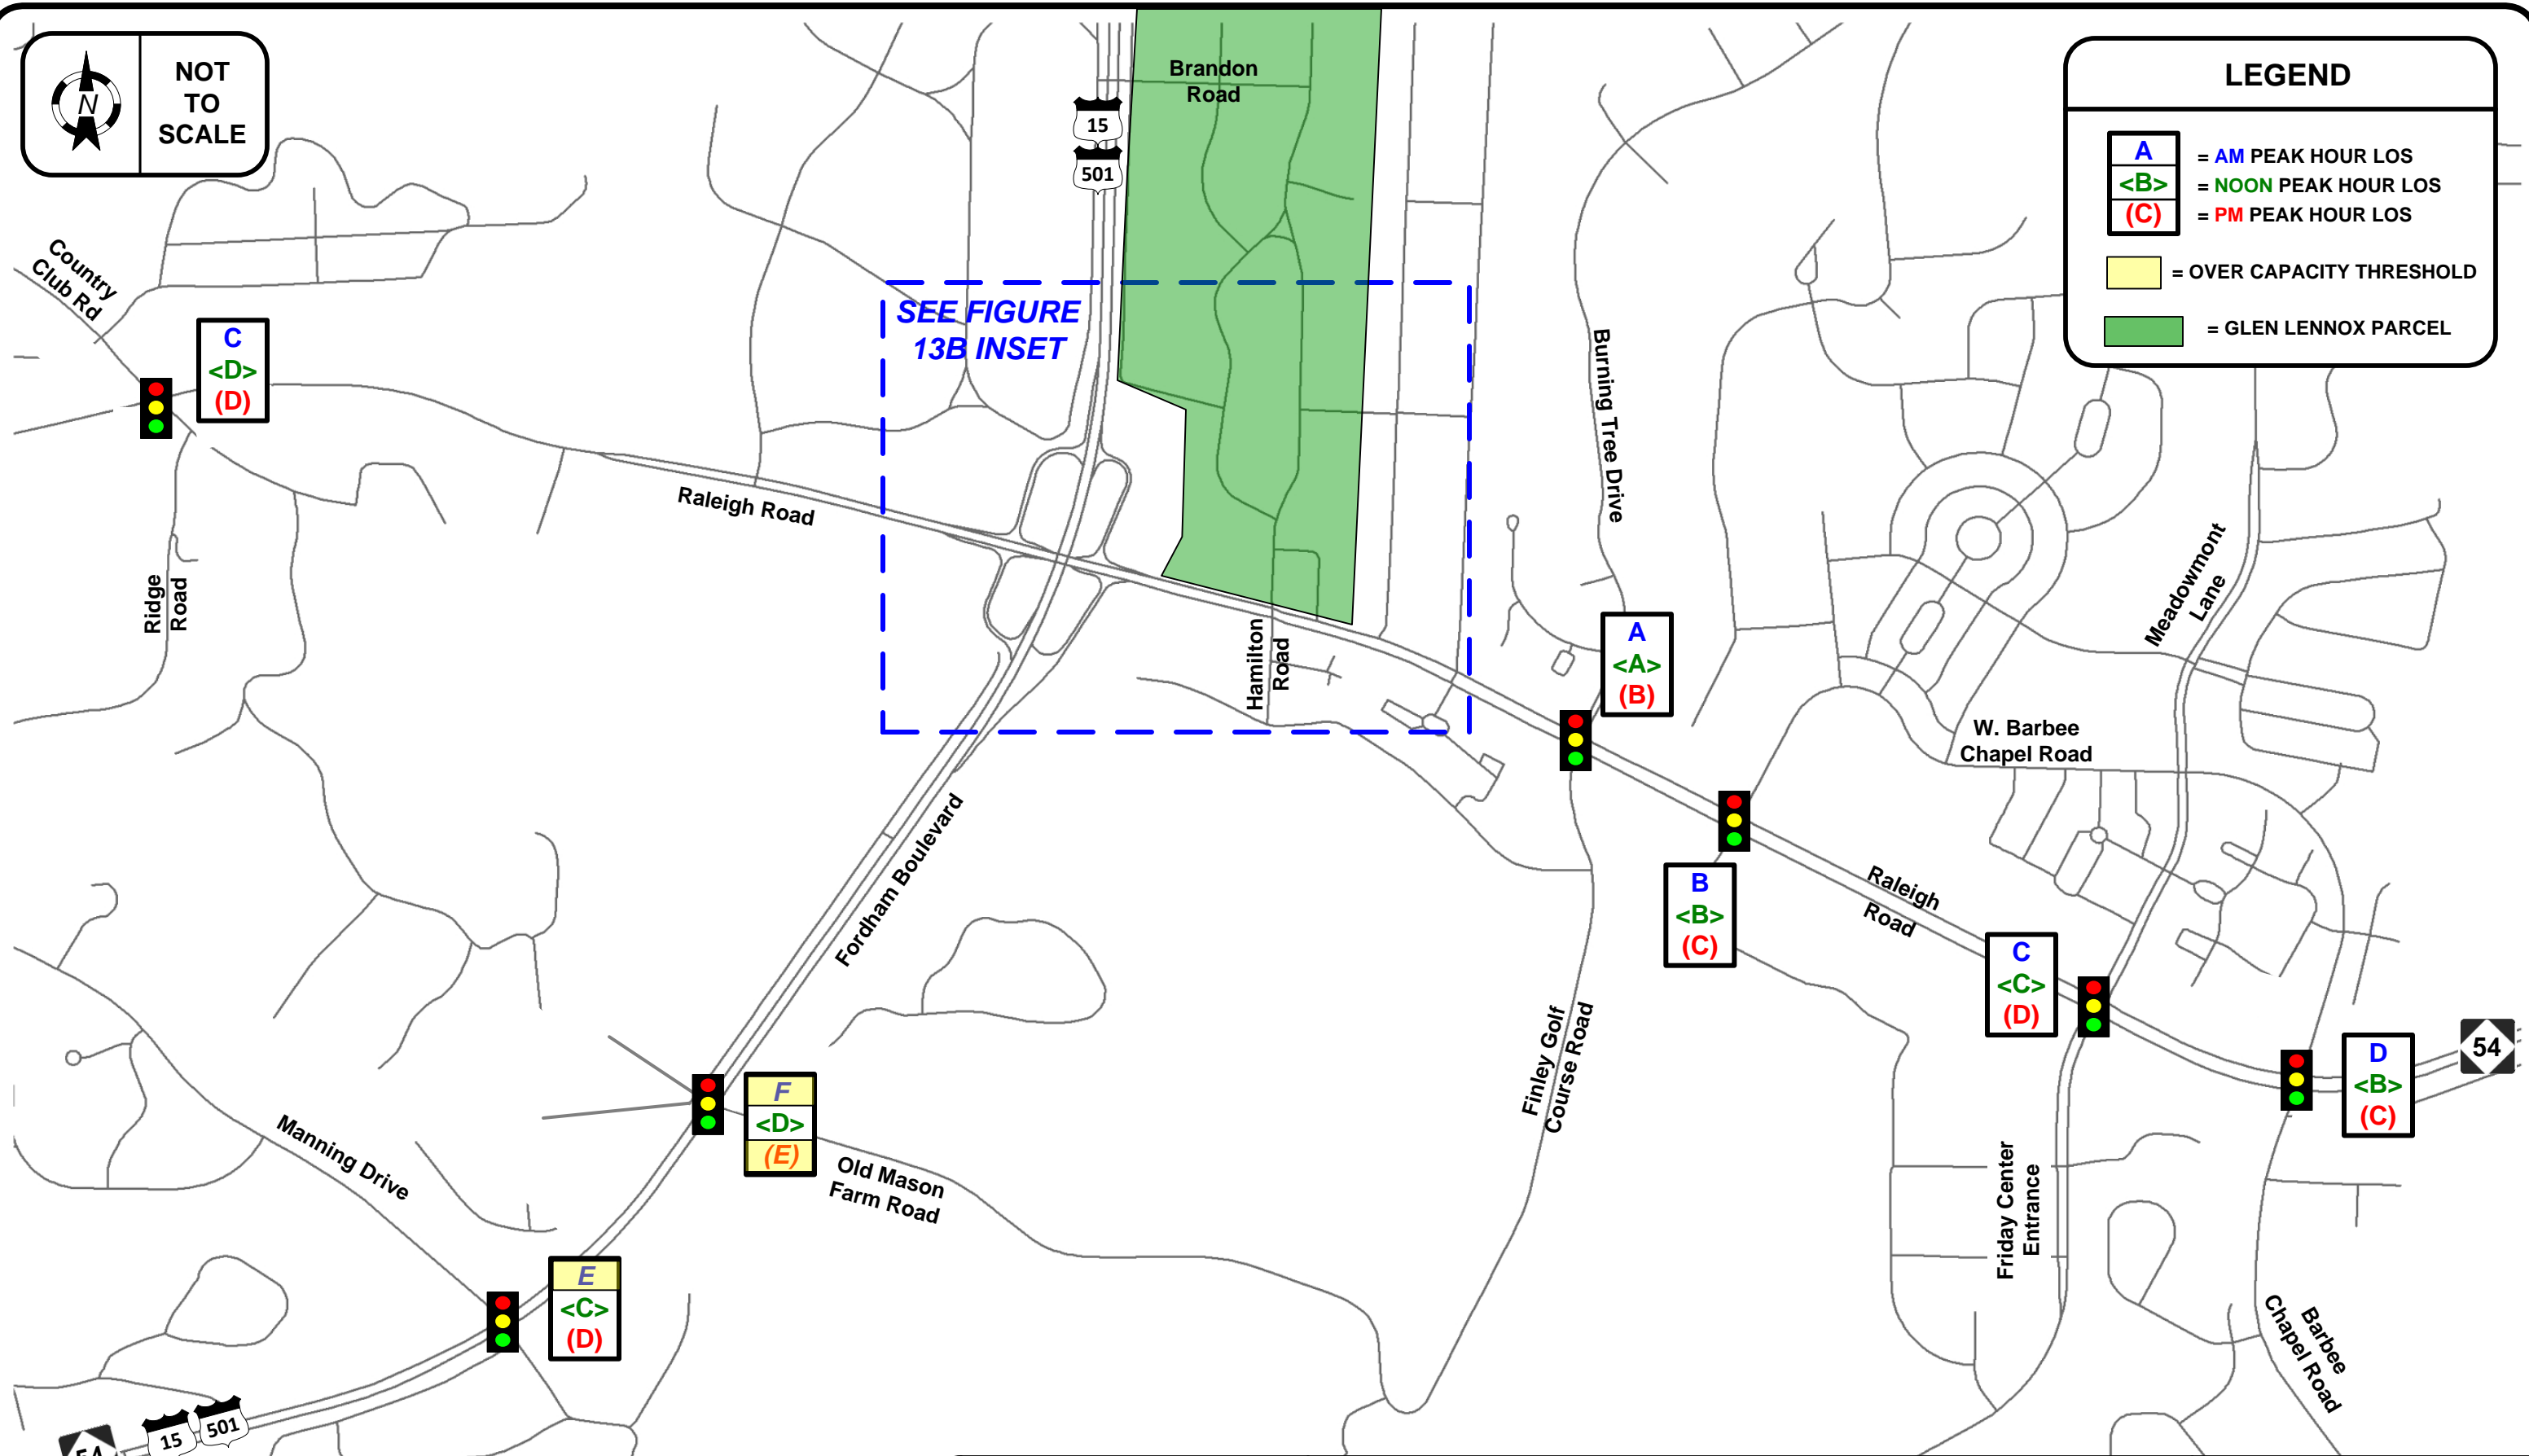 N
NOT
TO
SCALE
Brandon
Road
15
501
LEGEND
A
<B>
(C)
= AM PEAK HOUR LOS
= NOON PEAK HOUR LOS
= PM PEAK HOUR LOS
= OVER CAPACITY THRESHOLD
= GLEN LENNOX PARCEL
Country
Club Rd
C
<D>
(D)
SEE FIGURE
13B INSET
Burning Tree Drive
Raleigh Road
Ridge
Road
Hamilton
Road
A
<A>
(B)
Meadowmont
Lane
W. Barbee
Chapel Road
Fordham Boulevard
B
<B>
(C)
Raleigh
Road
C
<C>
(D)
D
<B>
(C)
54
Finley Golf
Course Road
F
<D>
(E)
Old Mason
Farm Road
Manning Drive
Friday Center
Entrance
E
<C>
(D)
Barbee
Chapel Road
54
15
501